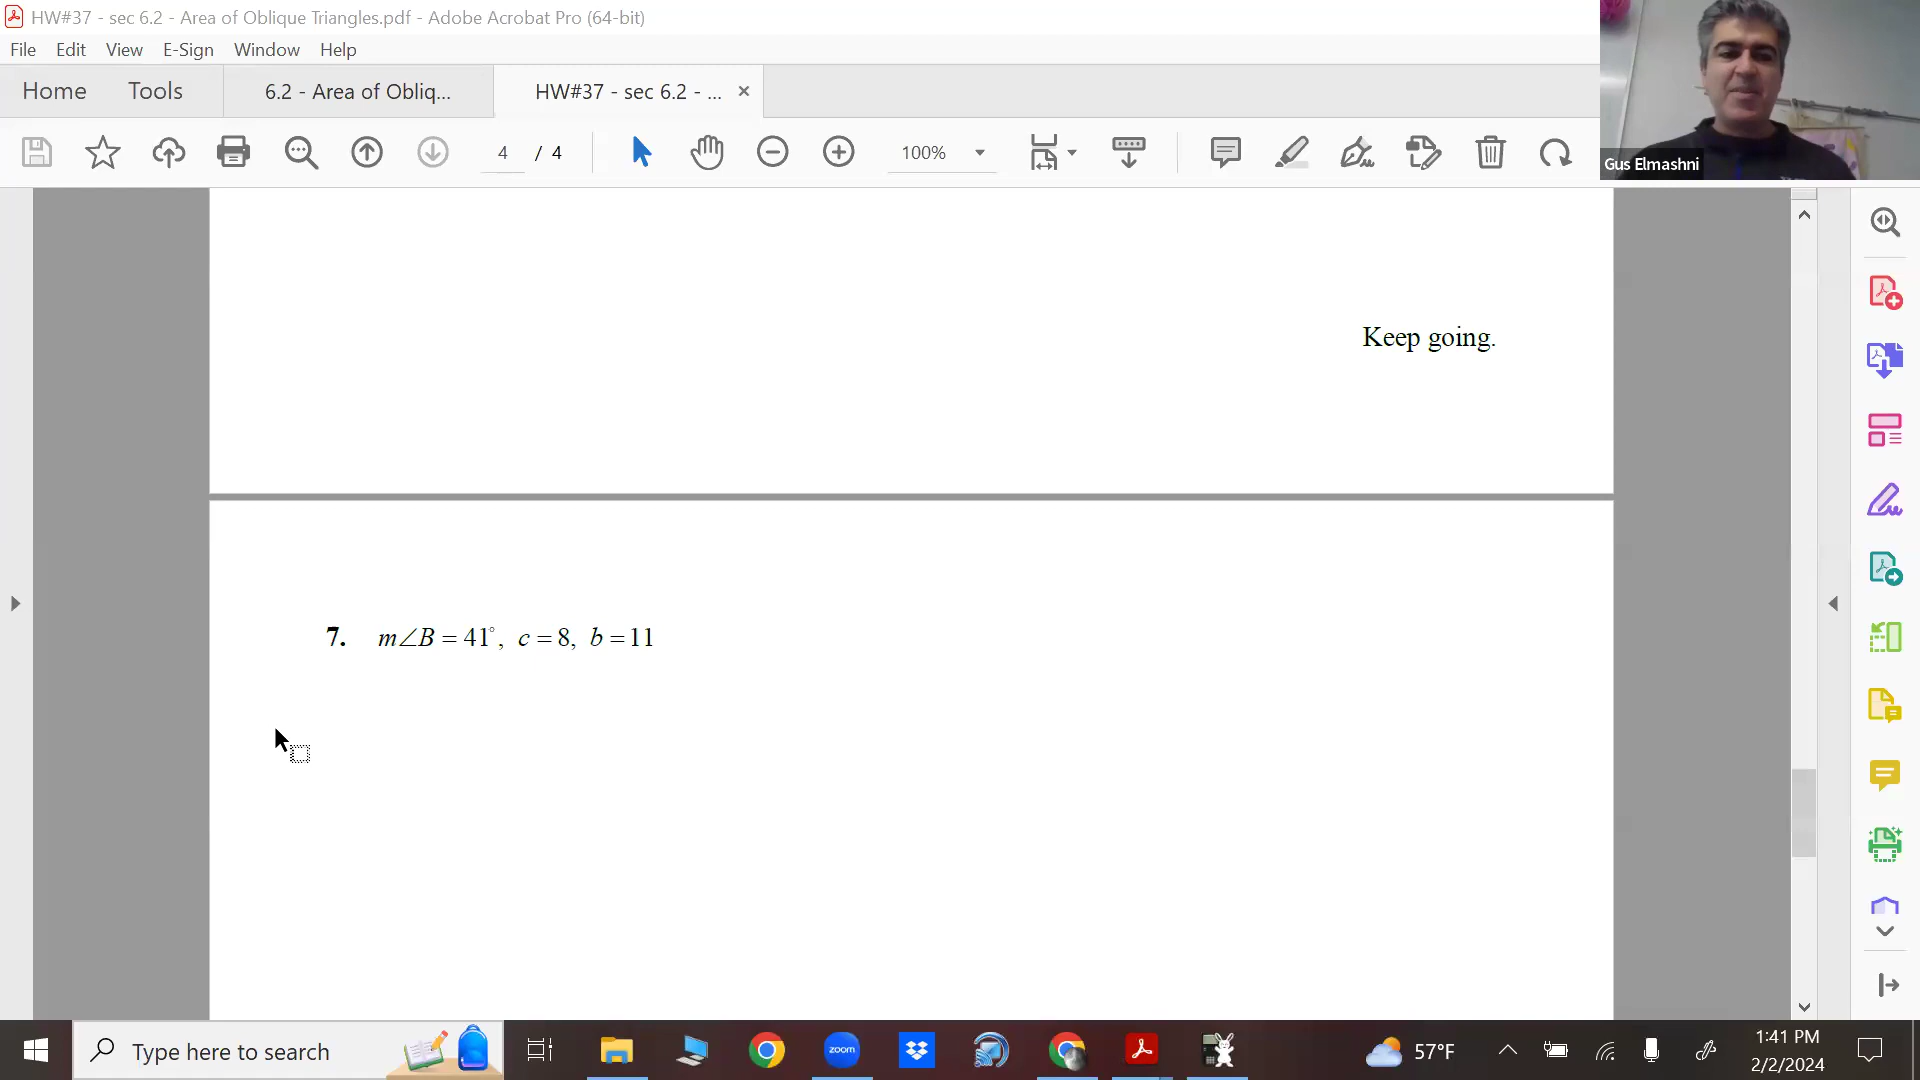 HW#37 - sec 6.2 - Area of Oblique Triangles.pdf - Adobe Acrobat Pro (64-bit)
File Edit View E-Sign Window Help
Home Tools 6.2 - Area of Obliq... HW#37 - sec 6.2 - ... ×
4 / 4 100%
Gus Elmashni
Keep going.
7. m∠B = 41°, c = 8, b = 11
Type here to search
zoom
57°F
1:41 PM
2/2/2024